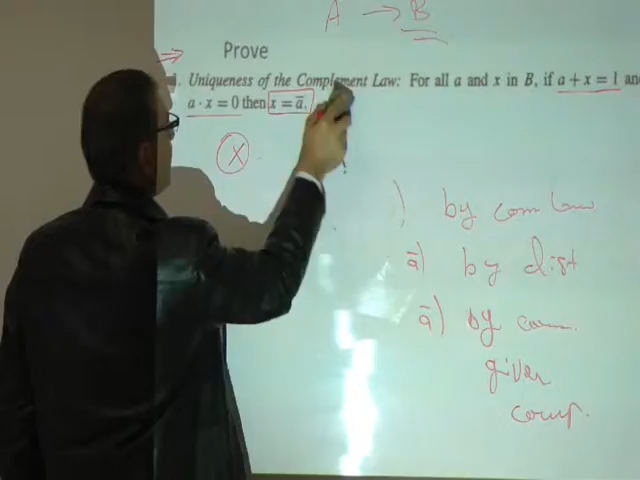 A → B
Prove
Uniqueness of the Complement Law: For all a and x in B, if a + x = 1 and
a · x = 0 then x = ā.
x
) by com law
ā) by dist
ā) by com.
given
comp.